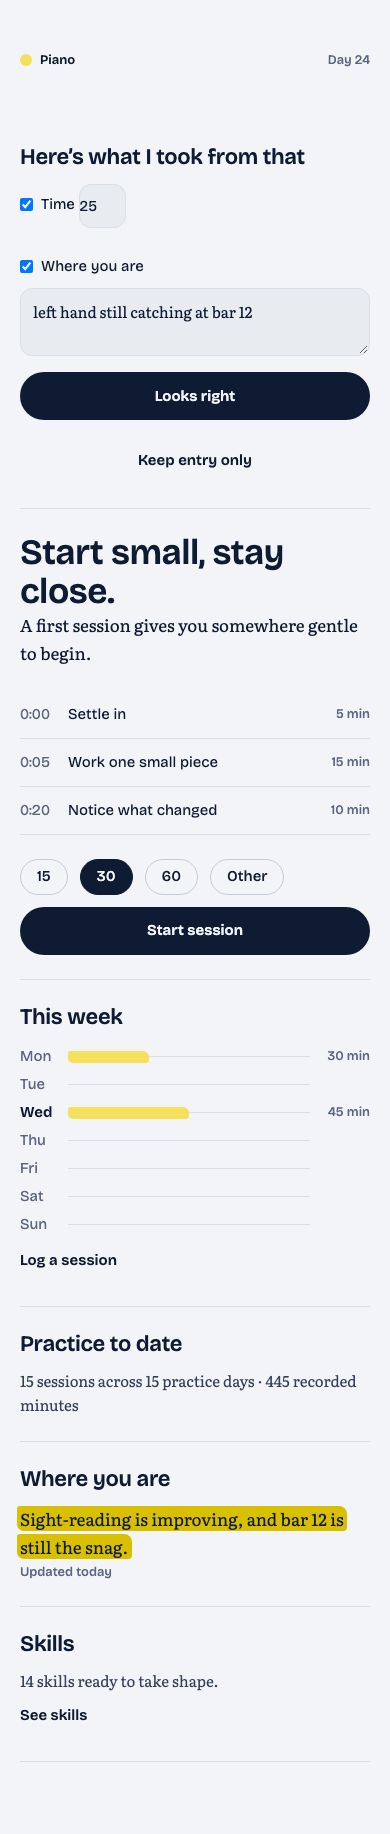 Piano
Day 24
Here’s what I took from that
Time 25
Where you are
left hand still catching at bar 12
Looks right
Keep entry only
Start small, stay
close.
A first session gives you somewhere gentle
to begin.
0:00 Settle in 5 min
0:05 Work one small piece 15 min
0:20 Notice what changed 10 min
15 30 60 Other
Start session
This week
Mon 30 min
Tue
Wed 45 min
Thu
Fri
Sat
Sun
Log a session
Practice to date
15 sessions across 15 practice days · 445 recorded
minutes
Where you are
Sight-reading is improving, and bar 12 is
still the snag.
Updated today
Skills
14 skills ready to take shape.
See skills